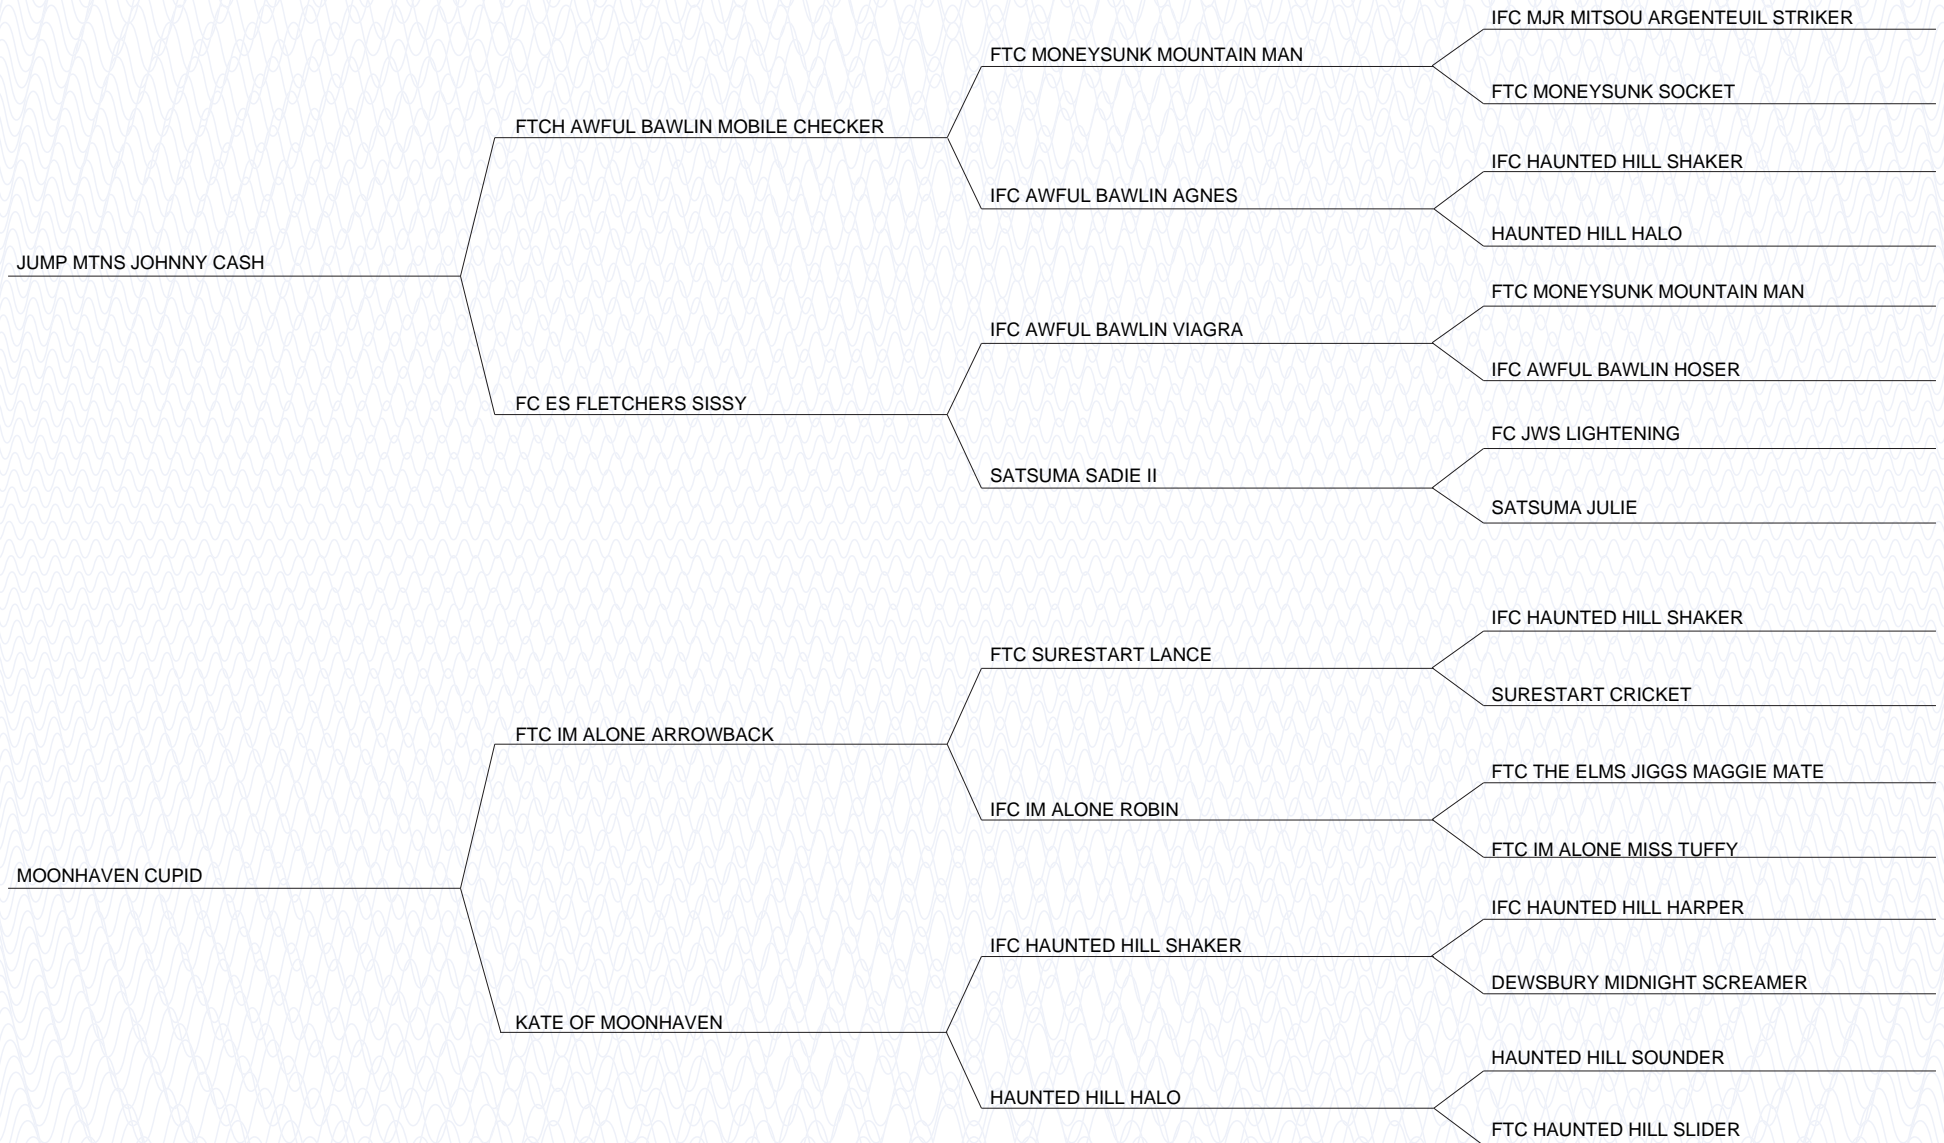 IFC MJR MITSOU ARGENTEUIL STRIKER
FTC MONEYSUNK MOUNTAIN MAN
FTC MONEYSUNK SOCKET
FTCH AWFUL BAWLIN MOBILE CHECKER
IFC HAUNTED HILL SHAKER
IFC AWFUL BAWLIN AGNES
HAUNTED HILL HALO
JUMP MTNS JOHNNY CASH
FTC MONEYSUNK MOUNTAIN MAN
IFC AWFUL BAWLIN VIAGRA
IFC AWFUL BAWLIN HOSER
FC ES FLETCHERS SISSY
FC JWS LIGHTENING
SATSUMA SADIE II
SATSUMA JULIE
IFC HAUNTED HILL SHAKER
FTC SURESTART LANCE
SURESTART CRICKET
FTC IM ALONE ARROWBACK
FTC THE ELMS JIGGS MAGGIE MATE
IFC IM ALONE ROBIN
FTC IM ALONE MISS TUFFY
MOONHAVEN CUPID
IFC HAUNTED HILL HARPER
IFC HAUNTED HILL SHAKER
DEWSBURY MIDNIGHT SCREAMER
KATE OF MOONHAVEN
HAUNTED HILL SOUNDER
HAUNTED HILL HALO
FTC HAUNTED HILL SLIDER